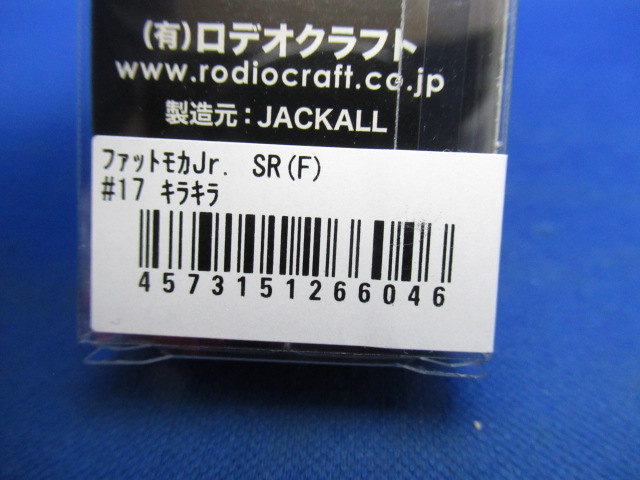 (有)ロデオクラフト
www.rodiocraft.co.jp
製造元:JACKALL
ファットモカJr. SR(F)
#17 キラキラ
4573151266046